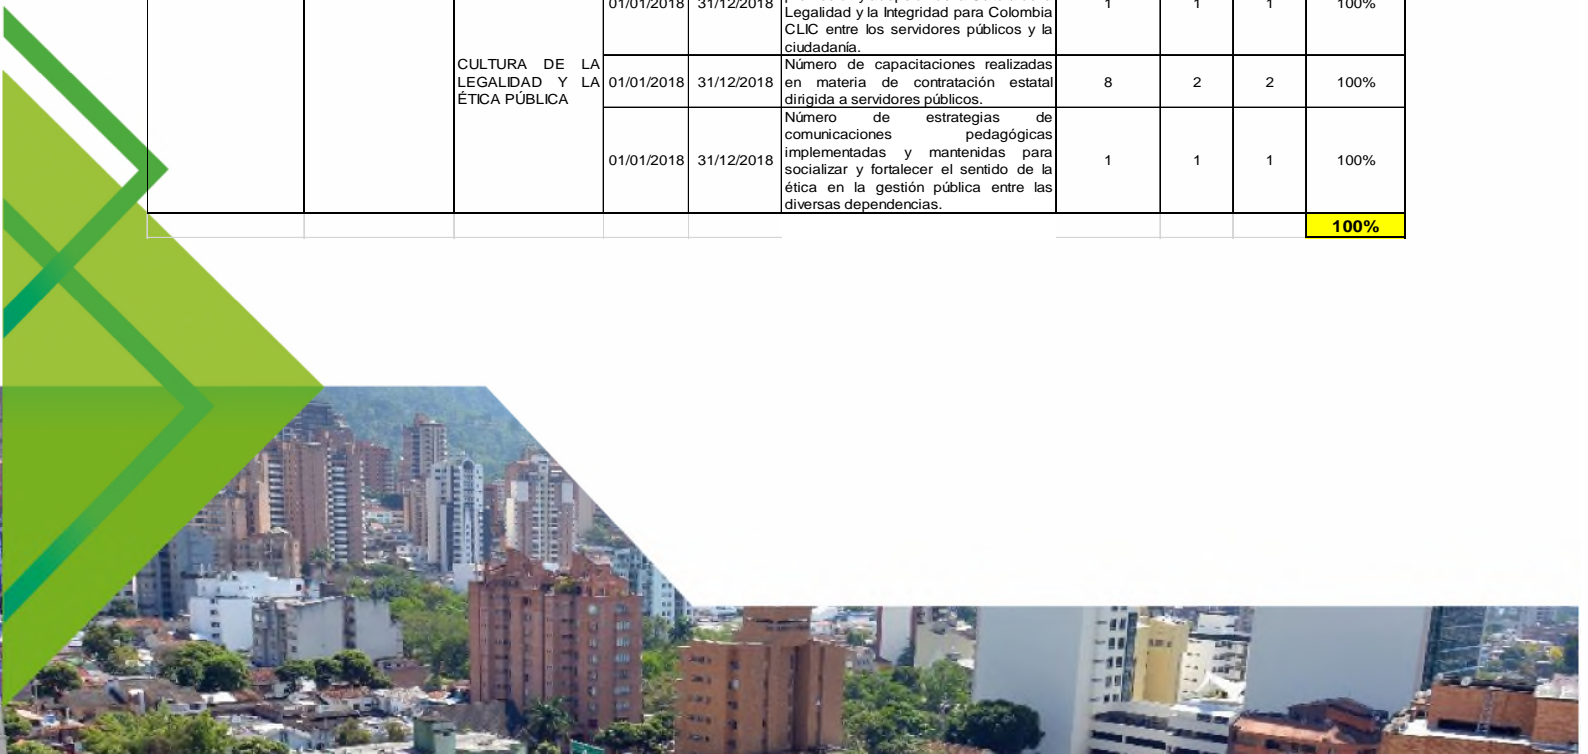 01/01/2018 31/12/2018 1 1 1 100%
Legalidad y la Integridad para Colombia
CLIC entre los servidores públicos y la
ciudadanía.
CULTURA DE LA
LEGALIDAD Y LA
ÉTICA PÚBLICA
01/01/2018 31/12/2018
Número de capacitaciones realizadas
en materia de contratación estatal
dirigida a servidores públicos.
8 2 2 100%
01/01/2018 31/12/2018
Número de estrategias de
comunicaciones pedagógicas
implementadas y mantenidas para
socializar y fortalecer el sentido de la
ética en la gestión pública entre las
diversas dependencias.
1 1 1 100%
100%